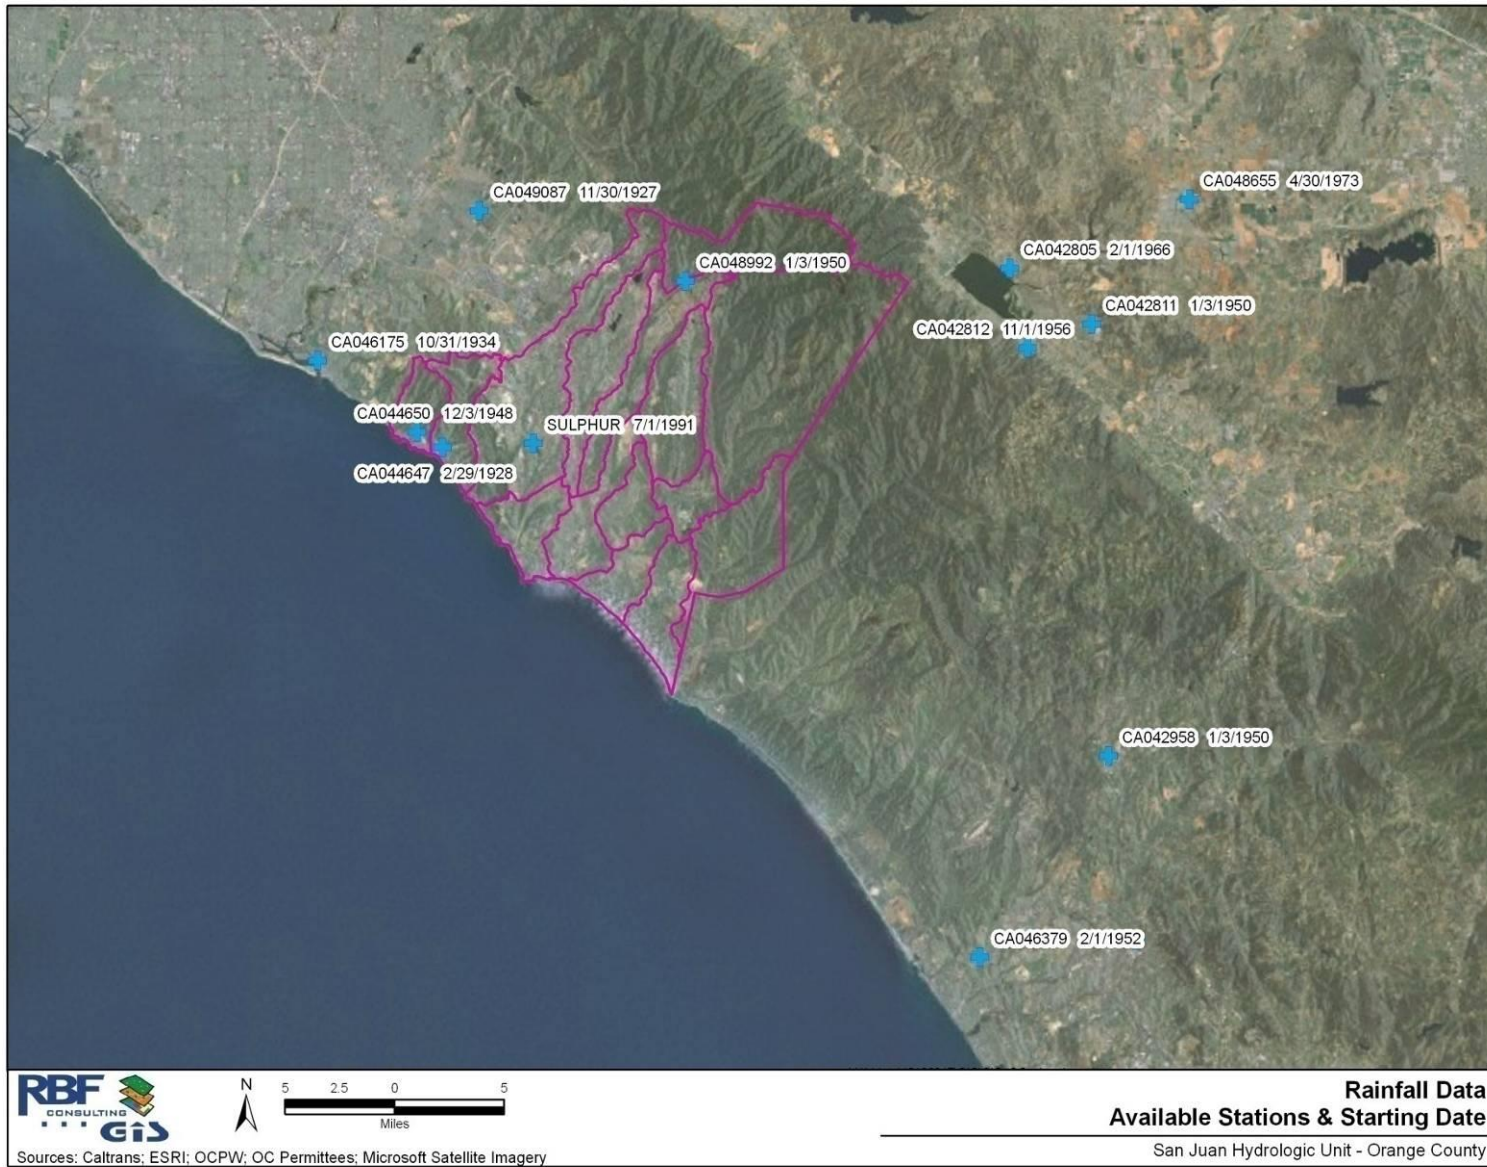 CA049087 11/30/1927
CA048655 4/30/1973
CA042805 2/1/1966
CA048992 1/3/1950
CA042811 1/3/1950
CA042812 11/1/1956
CA046175 10/31/1934
CA044650 12/3/1948
SULPHUR 7/1/1991
CA044647 2/29/1928
CA042958 1/3/1950
CA046379 2/1/1952
RBF
CONSULTING
GIS
N
5 2.5 0 5
Miles
Rainfall Data
Available Stations & Starting Date
San Juan Hydrologic Unit - Orange County
Sources: Caltrans; ESRI; OCPW; OC Permittees; Microsoft Satellite Imagery